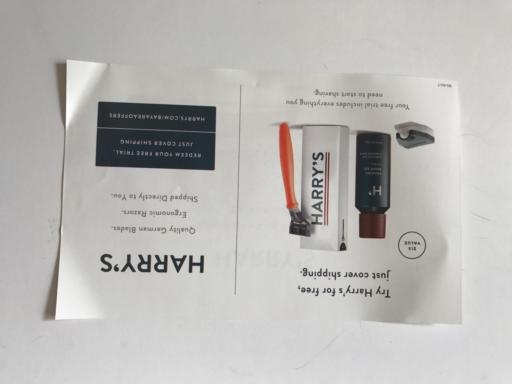 Try Harry's for free,
just cover shipping.
$15
VALUE
HARRY'S
H'
Your free trial includes everything you
need to start shaving.
HARRY'S
Quality German Blades.
Ergonomic Razors.
Shipped Directly to You.
REDEEM YOUR FREE TRIAL,
JUST COVER SHIPPING
HARRYS.COM/BAYAREAOFFERS